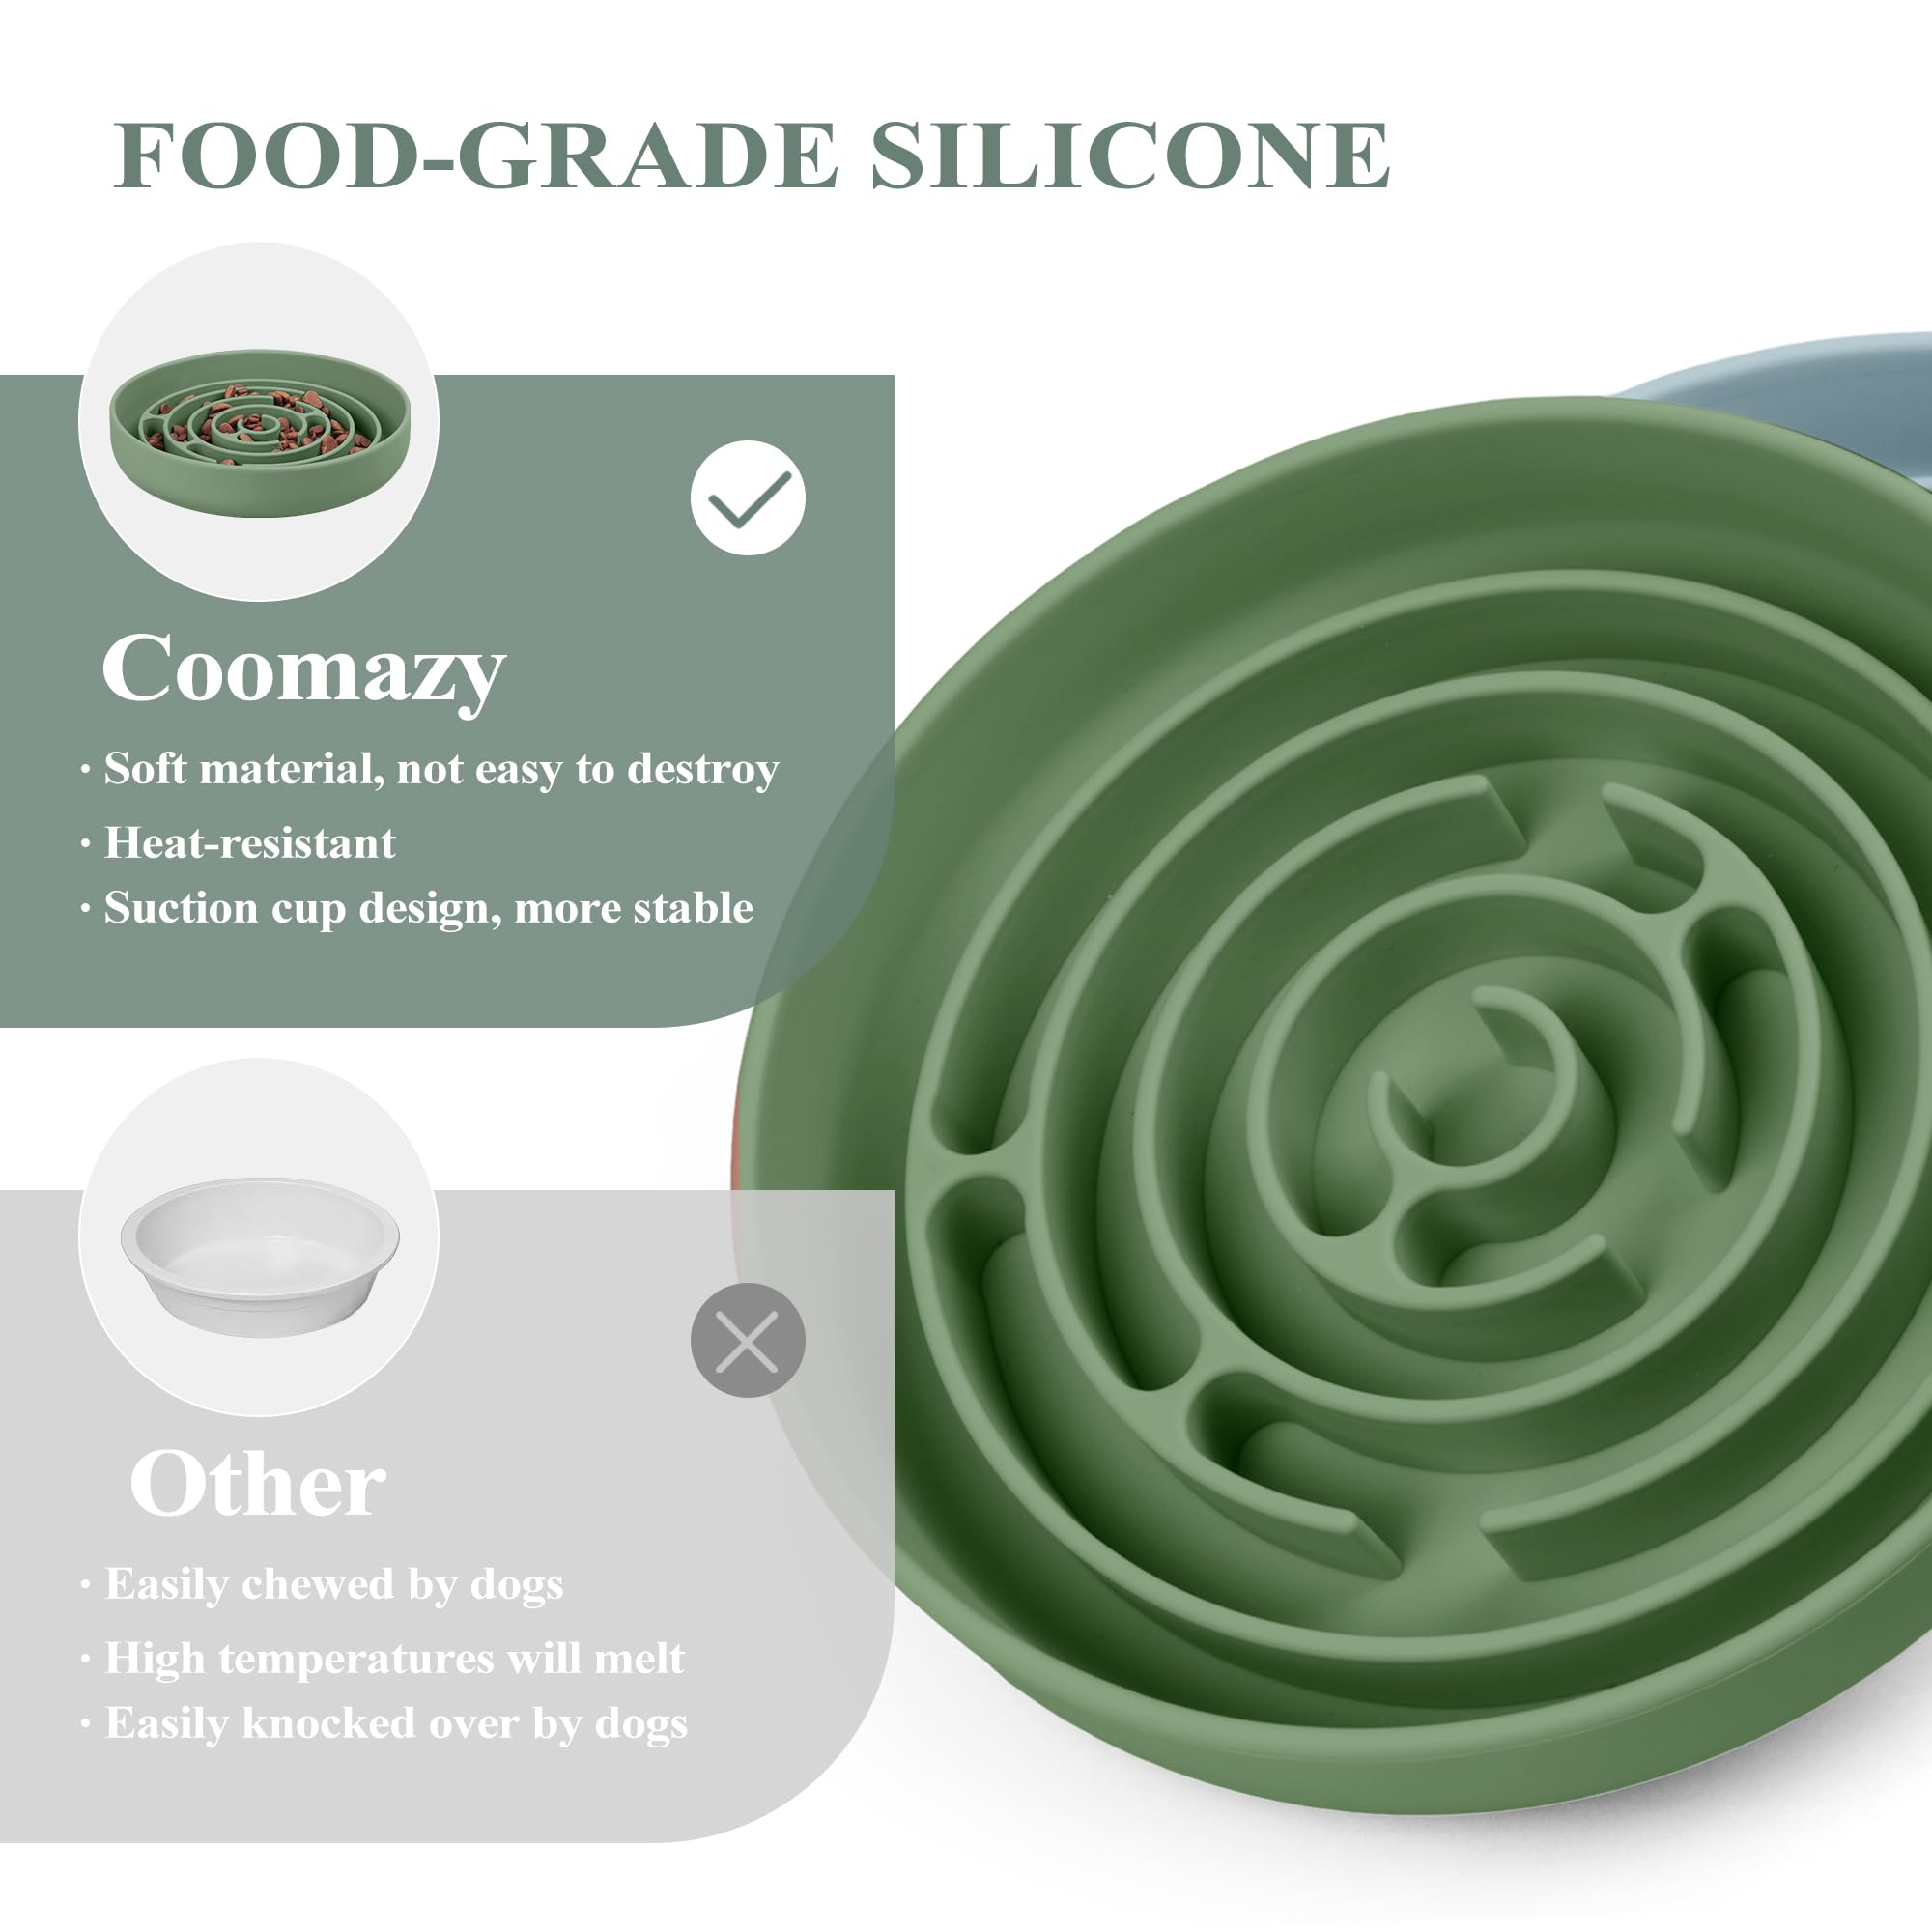 FOOD-GRADE SILICONE
Coomazy
· Soft material, not easy to destroy
· Heat-resistant
· Suction cup design, more stable
Other
· Easily chewed by dogs
· High temperatures will melt
· Easily knocked over by dogs